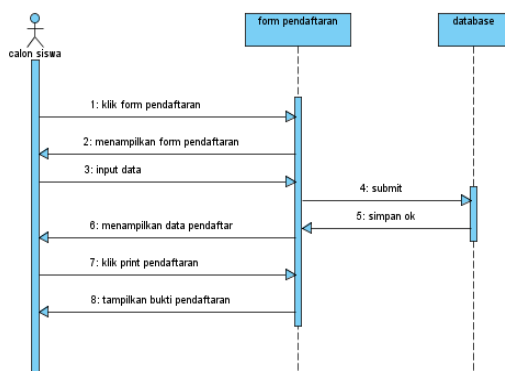 form pendaftaran
database
calon siswa
1: klik form pendaftaran
2: menampilkan form pendaftaran
3: input data
4: submit
5: simpan ok
6: menampilkan data pendaftar
7: klik print pendaftaran
8: tampilkan bukti pendaftaran